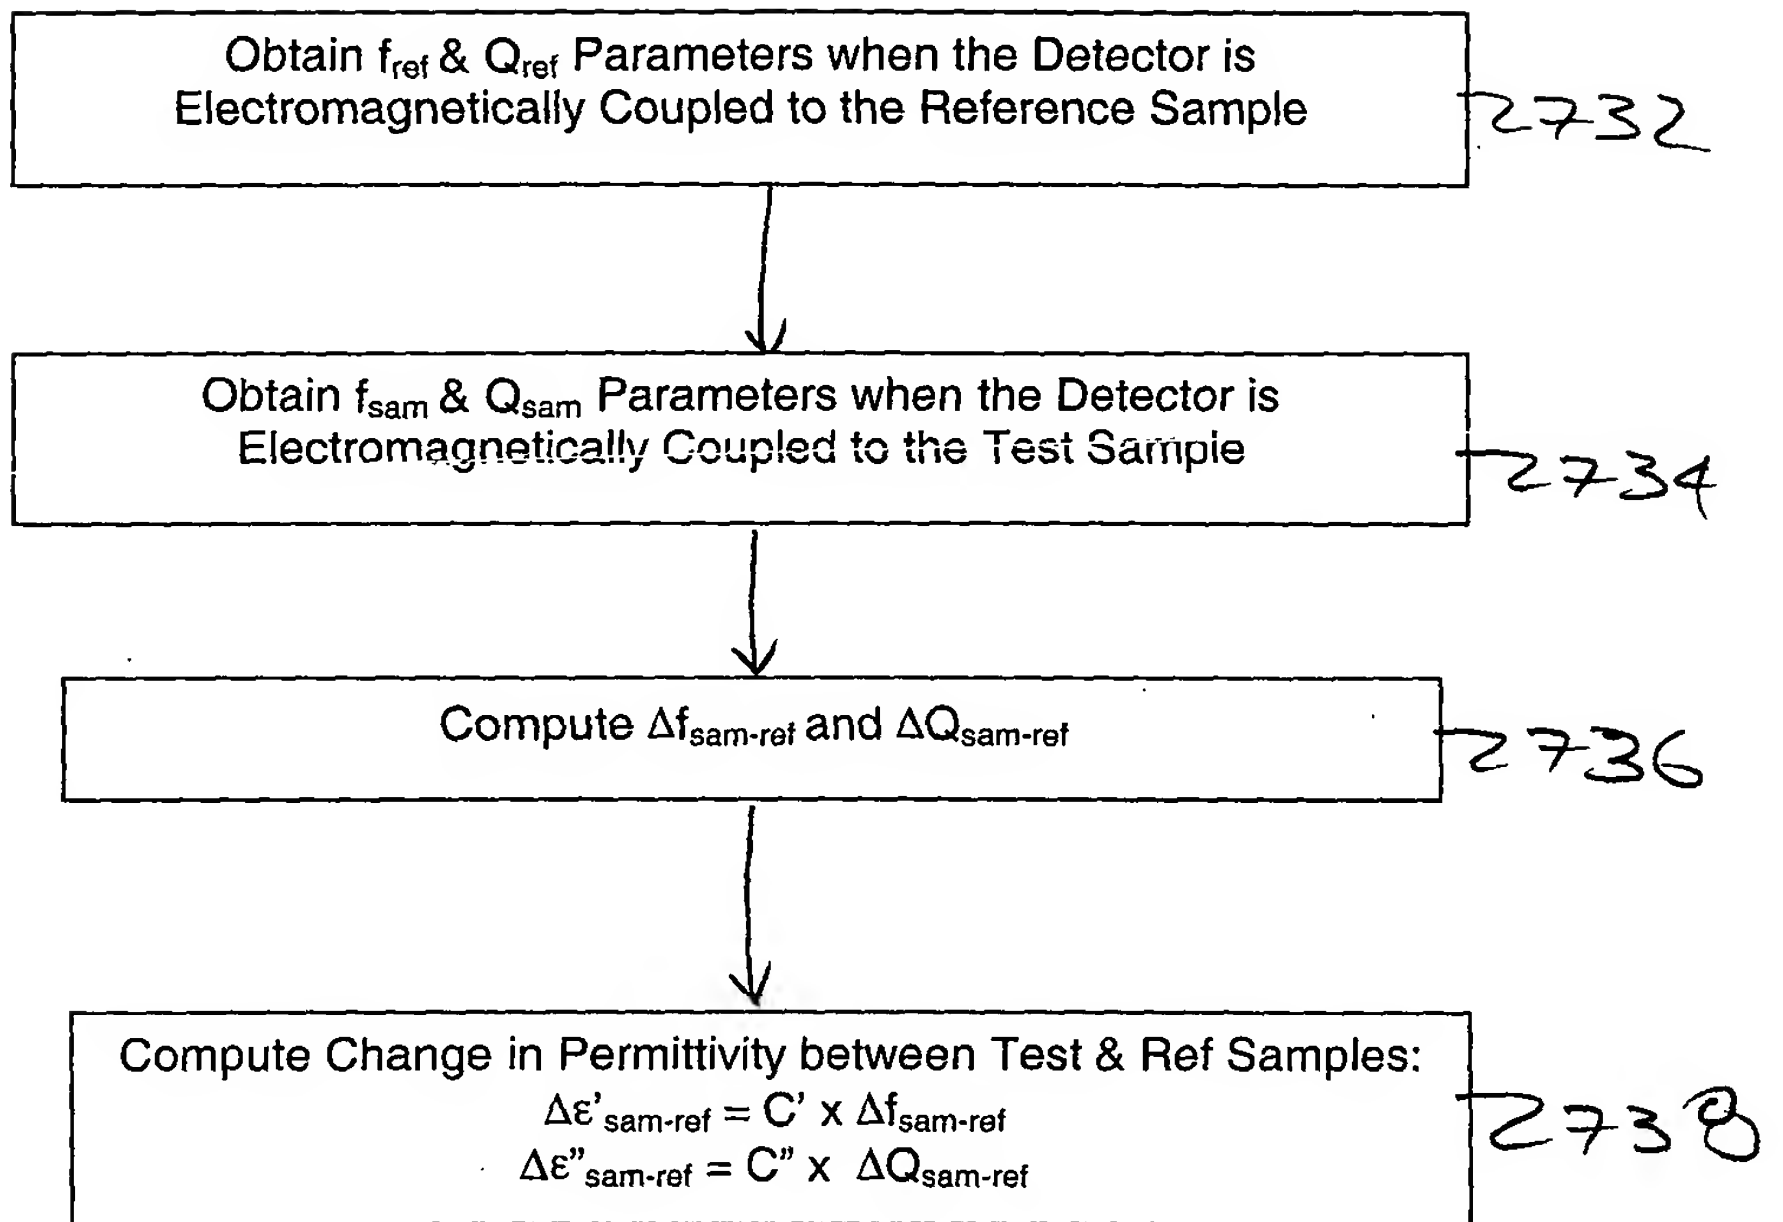 Obtain fref & Qref Parameters when the Detector is
Electromagnetically Coupled to the Reference Sample
2732
Obtain fsam & Qsam Parameters when the Detector is
Electromagnetically Coupled to the Test Sample
2734
Compute Δfsam-ref and ΔQsam-ref
2736
Compute Change in Permittivity between Test & Ref Samples:
Δε'sam-ref = C' x Δfsam-ref
Δε”sam-ref = C” x ΔQsam-ref
2738